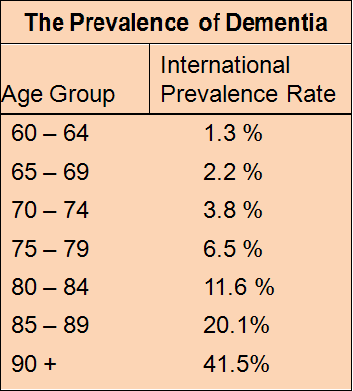 The Prevalence of Dementia
Age Group International Prevalence Rate
60 – 64 1.3 %
65 – 69 2.2 %
70 – 74 3.8 %
75 – 79 6.5 %
80 – 84 11.6 %
85 – 89 20.1%
90 + 41.5%